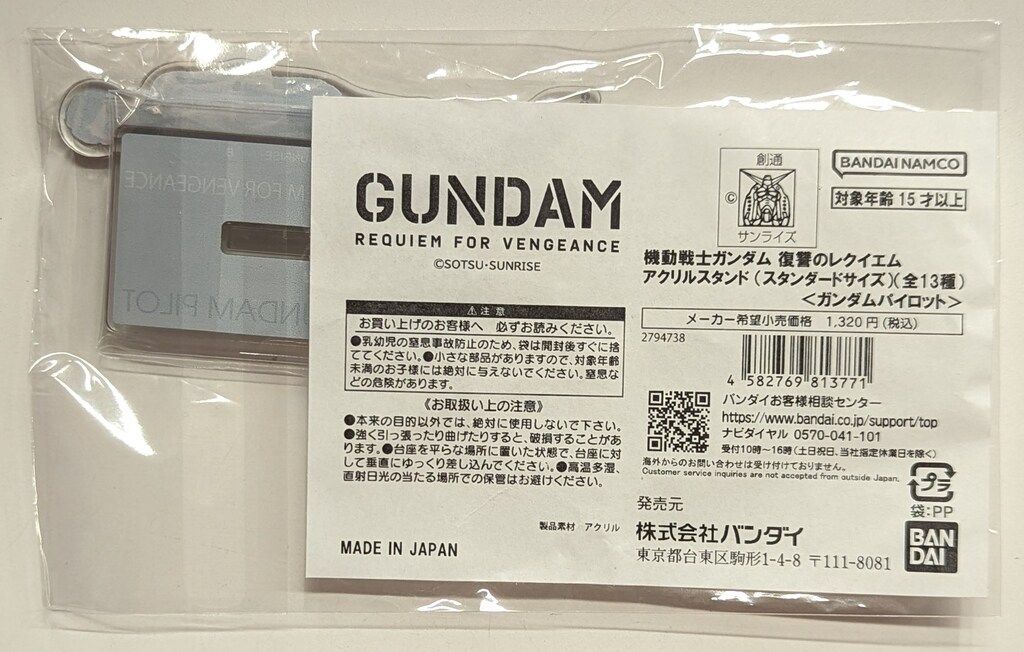 GUNDAM
REQUIEM FOR VENGEANCE
©SOTSU・SUNRISE
⚠注意
お買い上げのお客様へ 必ずお読みください。
●乳幼児の窒息事故防止のため、袋は開封後すぐに捨
ててください。●小さな部品がありますので、対象年齢
未満のお子様には絶対に与えないでください。窒息な
どの危険があります。
《お取扱い上の注意》
●本来の目的以外では、絶対に使用しないで下さい。
●強く引っ張ったり曲げたりすると、破損することがあ
ります。●台座を平らな場所に置いた状態で、台座に対
して垂直にゆっくり差し込んでください。●高温多湿、
直射日光の当たる場所での保管はお避けください。
製品素材 アクリル
MADE IN JAPAN
創通
©
サンライズ
BANDAI NAMCO
対象年齢 15才以上
機動戦士ガンダム 復讐のレクイエム
アクリルスタンド(スタンダードサイズ)(全13種)
<ガンダムパイロット>
メーカー希望小売価格 1,320円(税込)
2794738
4 582769 813771
バンダイお客様相談センター
https://www.bandai.co.jp/support/top
ナビダイヤル 0570-041-101
受付10時～16時(土日祝日、当社指定休業日を除く)
海外からのお問い合わせは受け付けておりません。
Customer service inquiries are not accepted from outside Japan.
プラ
袋:PP
発売元
株式会社バンダイ
東京都台東区駒形1-4-8 〒111-8081
BAN
DAI
M FOR VENGEANCE
NDAM PILOT